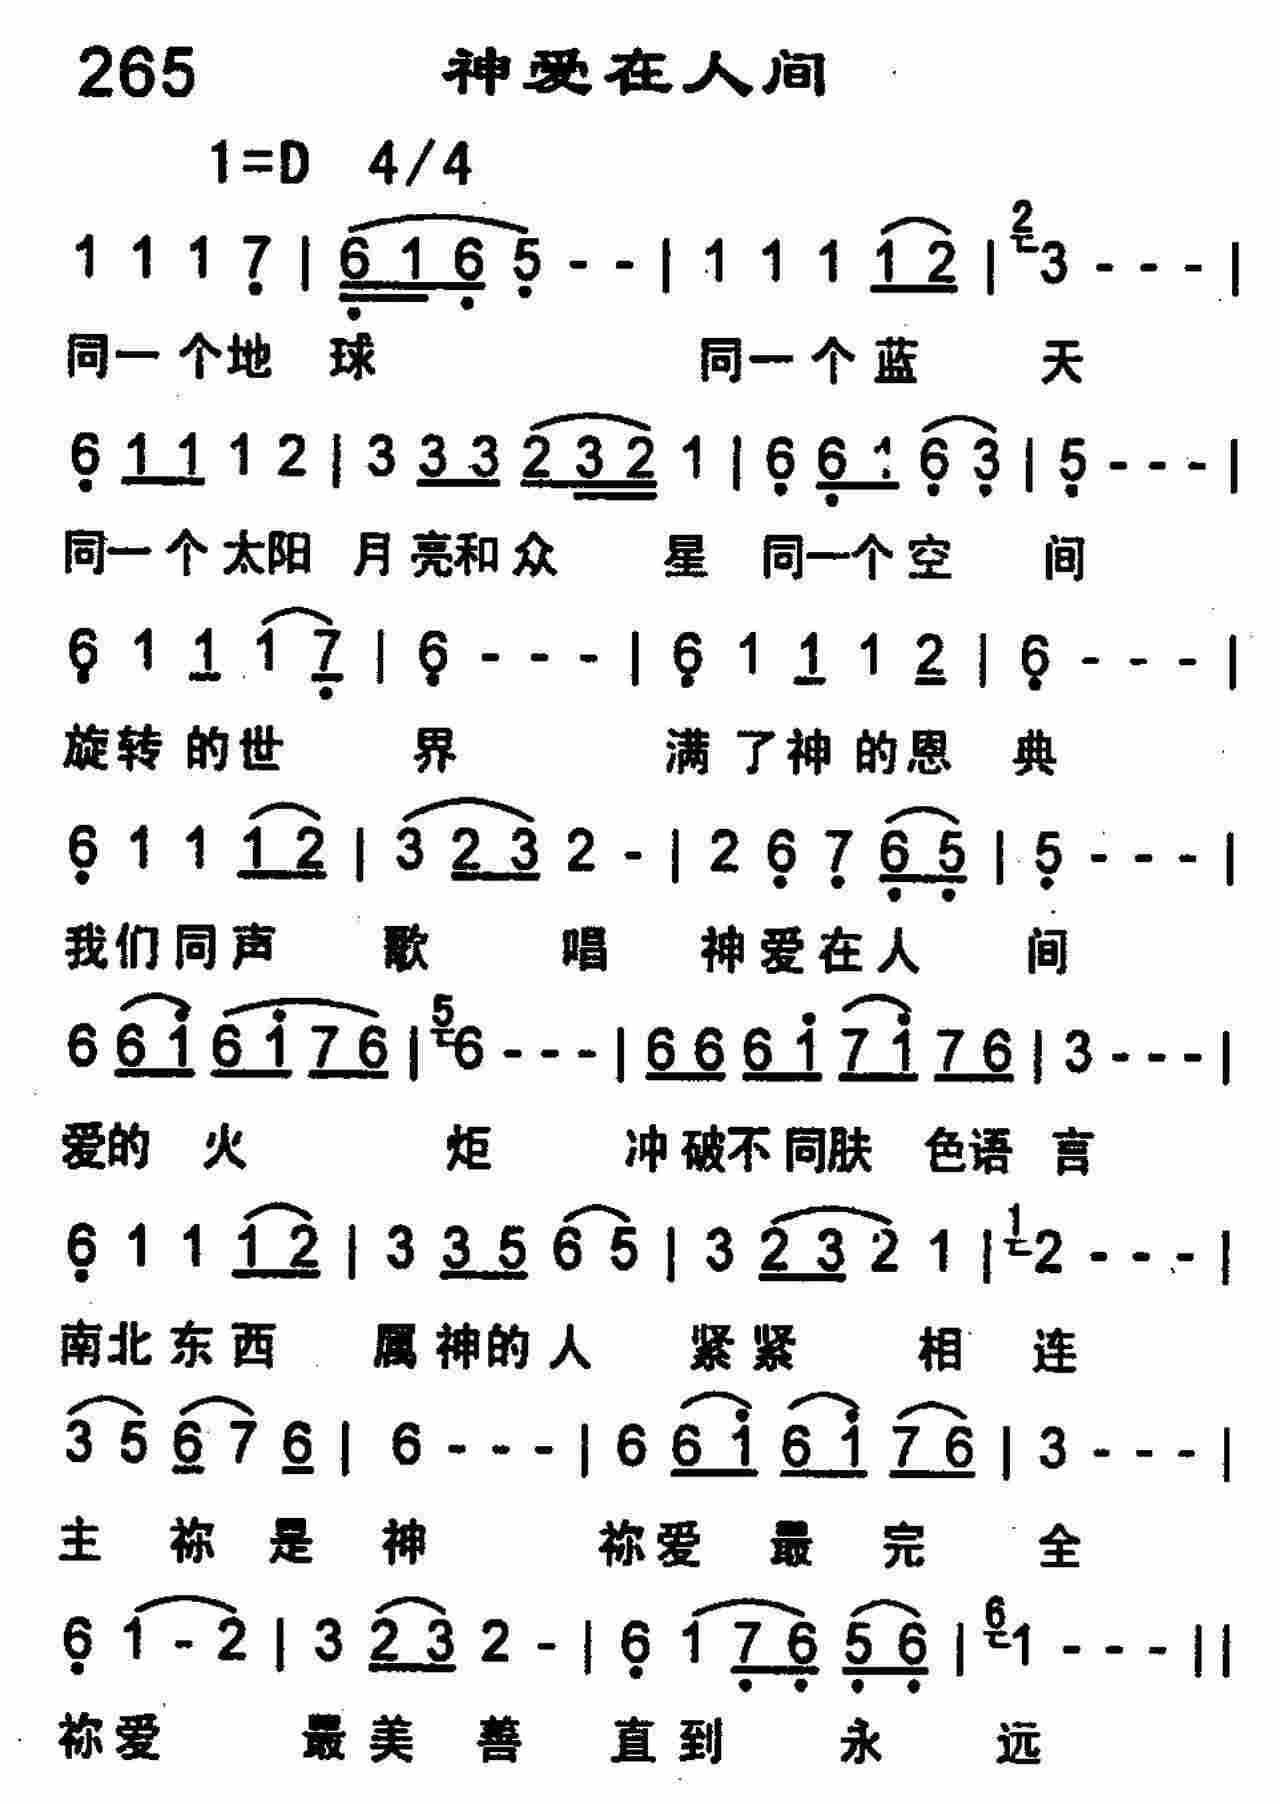 265 神爱在人间
1=D 4/4
1 1 1 7 | 6 1 6 5 - - | 1 1 1 1 2 | 2 3 - - - |
同一个地球 同一个蓝天
6 1 1 1 2 | 3 3 3 2 3 2 1 | 6 6 1 6 3 | 5 - - - |
同一个太阳 月亮和众星 同一个空间
6 1 1 1 7 | 6 - - - | 6 1 1 1 2 | 6 - - - |
旋转的世界 满了神的恩典
6 1 1 1 2 | 3 2 3 2 - | 2 6 7 6 5 | 5 - - - |
我们同声歌唱 神爱在人间
6 6 1 6 1 7 6 | 5 6 - - - | 6 6 6 1 7 1 7 6 | 3 - - - |
爱的火炬 冲破不同肤色语言
6 1 1 1 2 | 3 3 5 6 5 | 3 2 3 2 1 | 1 2 - - - |
南北东西 属神的人 紧紧相连
3 5 6 7 6 | 6 - - - | 6 6 1 6 1 7 6 | 3 - - - |
主祢是神 祢爱最完全
6 1 - 2 | 3 2 3 2 - | 6 1 7 6 5 6 | 6 1 - - - ||
祢爱 最美善 直到永远